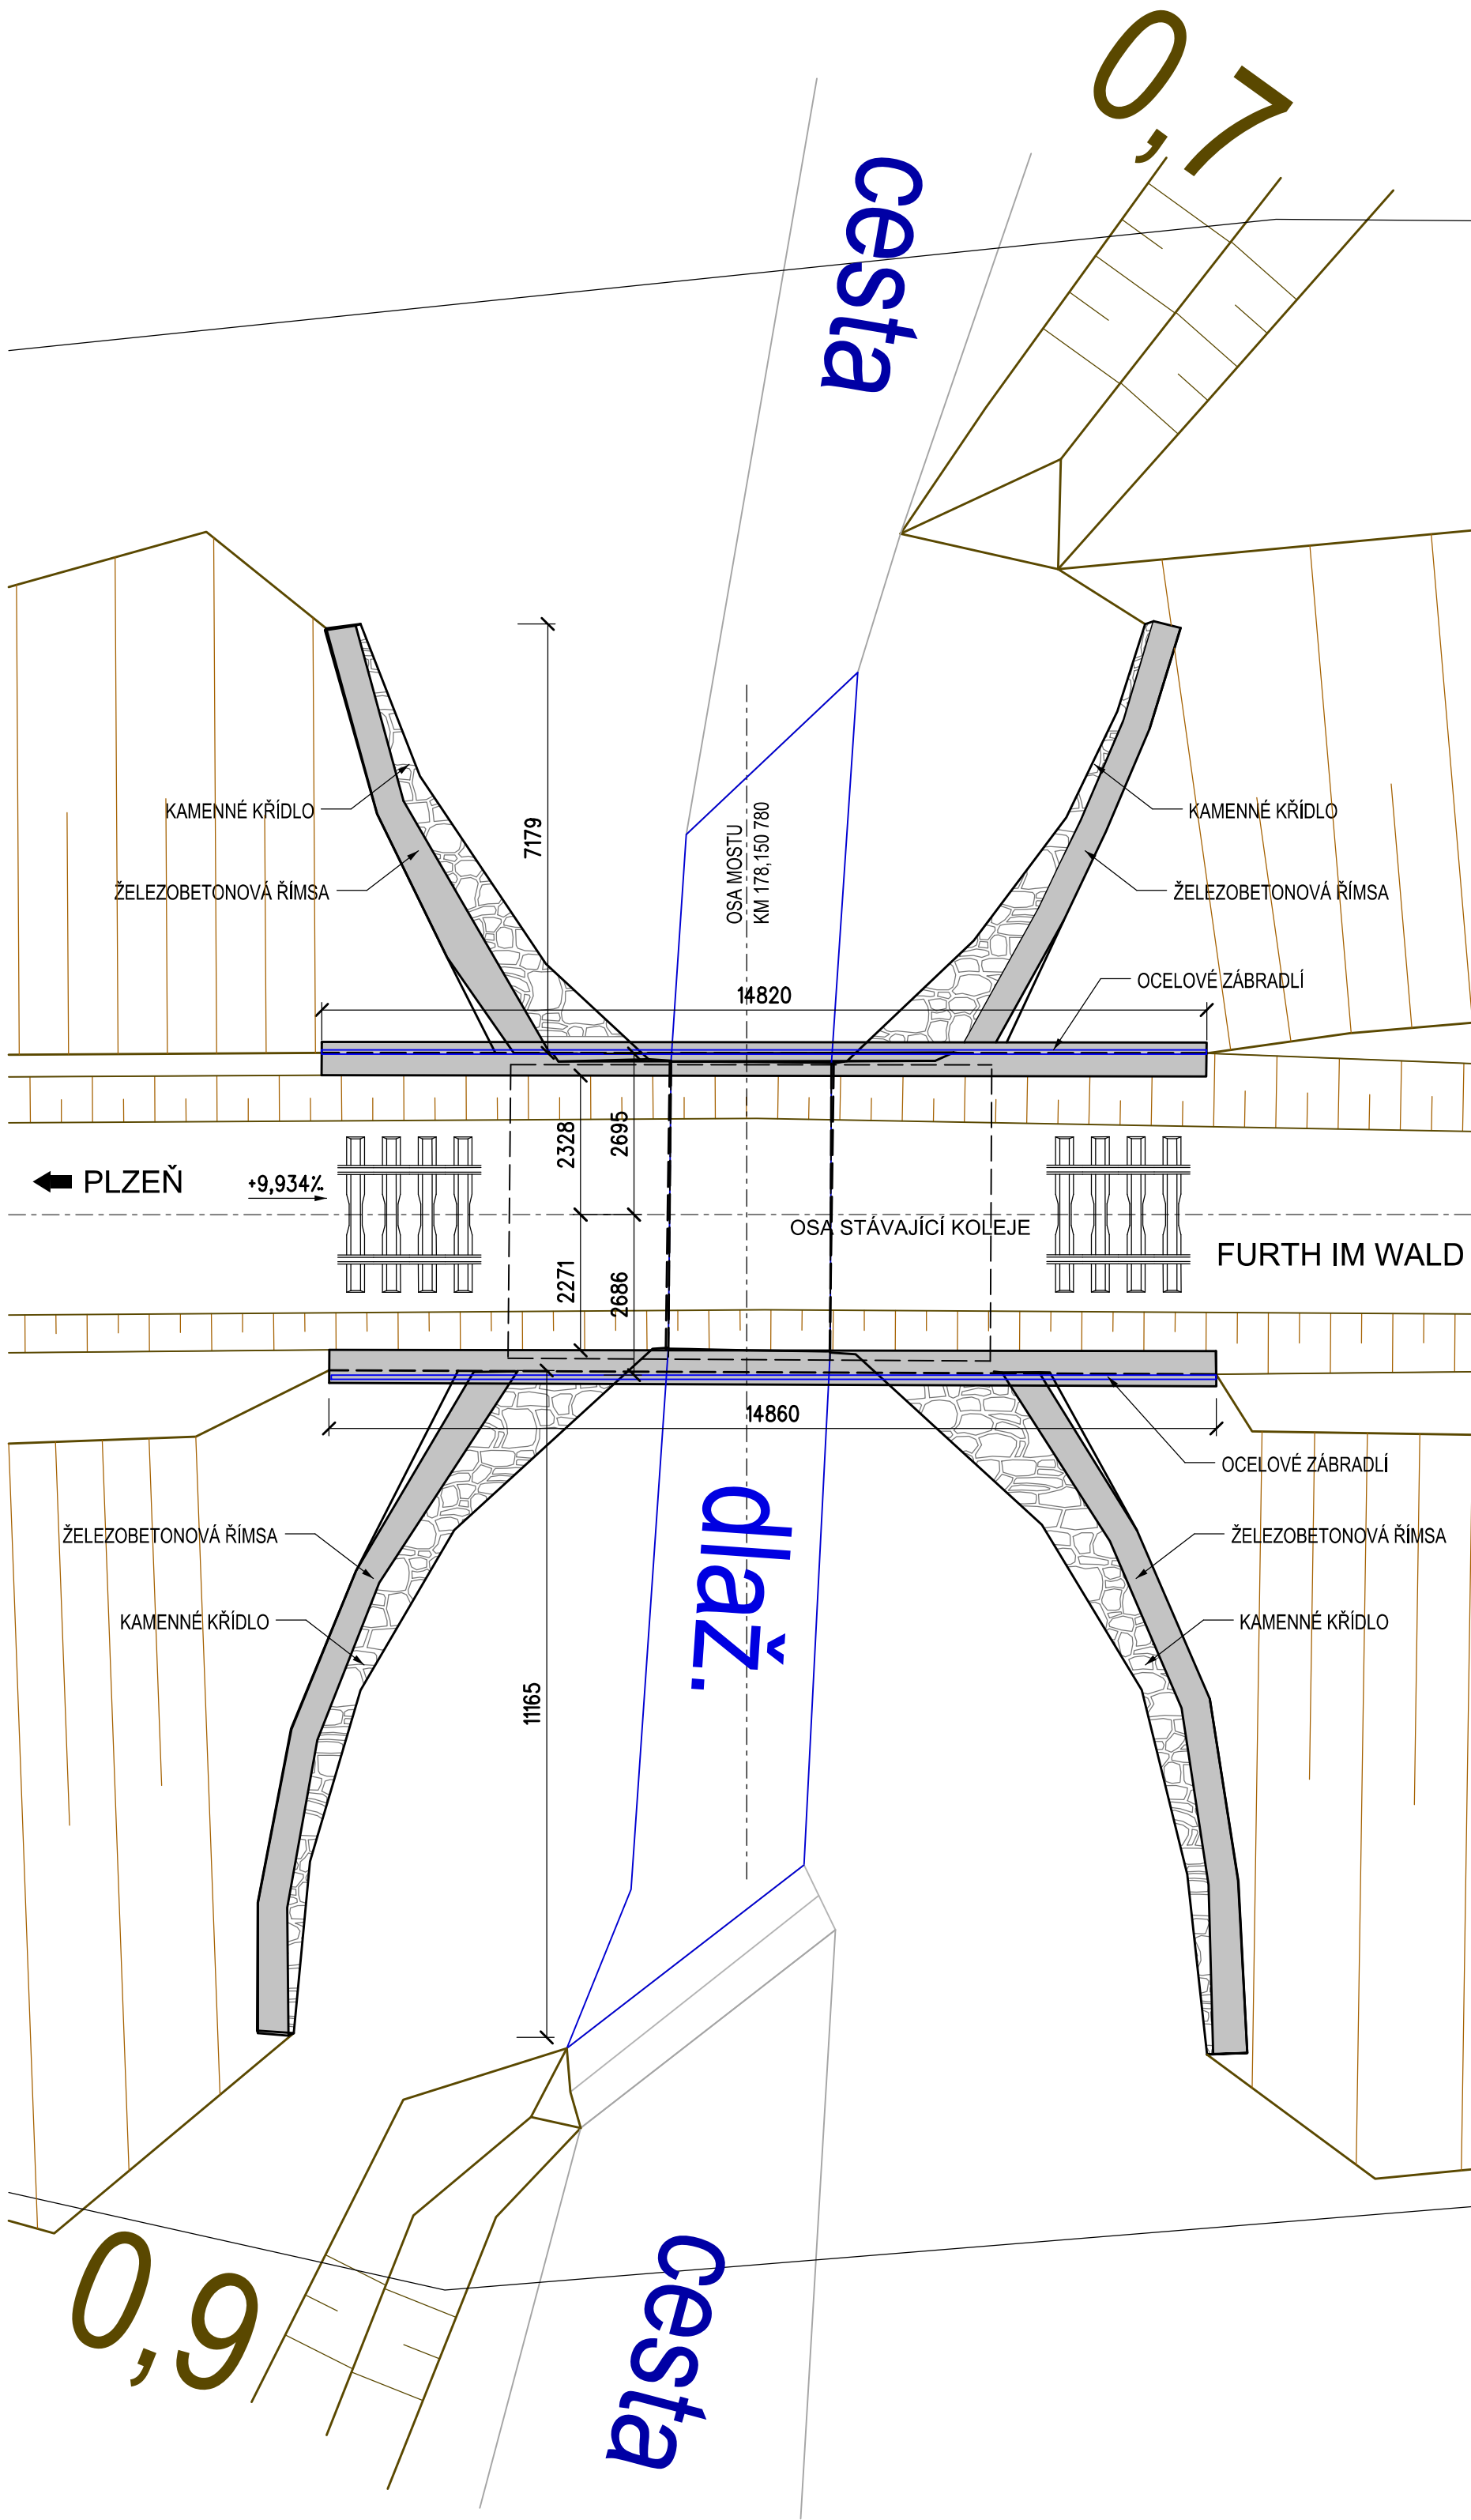 0,7
cesta
KAMENNÉ KŘÍDLO
ŽELEZOBETONOVÁ ŘÍMSA
7179
OSA MOSTU
KM 178,150 780
KAMENNÉ KŘÍDLO
ŽELEZOBETONOVÁ ŘÍMSA
OCELOVÉ ZÁBRADLÍ
14820
2328
2695
PLZEŇ
+9,934‰
OSA STÁVAJÍCÍ KOLEJE
FURTH IM WALD
2271
2686
14860
OCELOVÉ ZÁBRADLÍ
dlaž.
ŽELEZOBETONOVÁ ŘÍMSA
KAMENNÉ KŘÍDLO
ŽELEZOBETONOVÁ ŘÍMSA
KAMENNÉ KŘÍDLO
11165
0,9
cesta